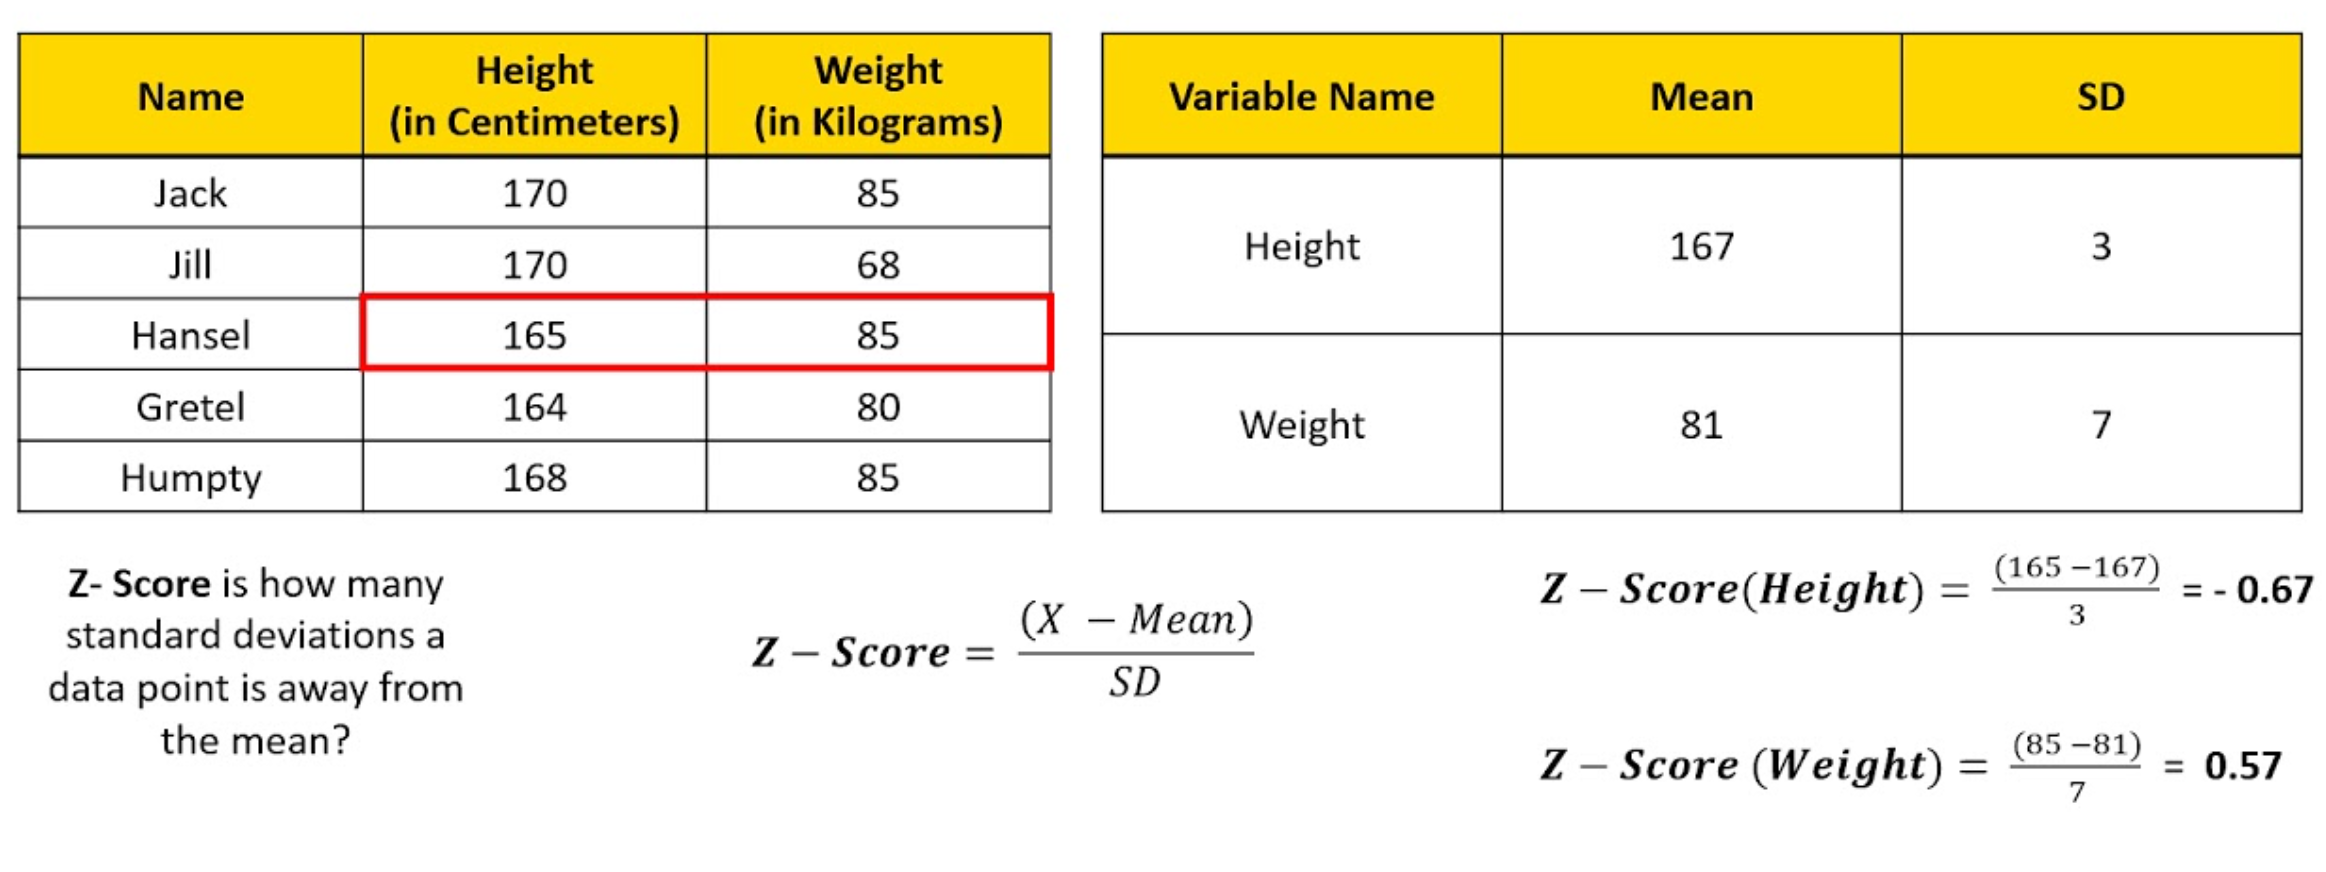 Name Height (in Centimeters) Weight (in Kilograms)
Jack 170 85
Jill 170 68
Hansel 165 85
Gretel 164 80
Humpty 168 85
Variable Name Mean SD
Height 167 3
Weight 81 7
Z- Score is how many
standard deviations a
data point is away from
the mean?
Z – Score = (X – Mean) / SD
Z – Score(Height) = (165 –167) / 3 = - 0.67
Z – Score (Weight) = (85 –81) / 7 = 0.57